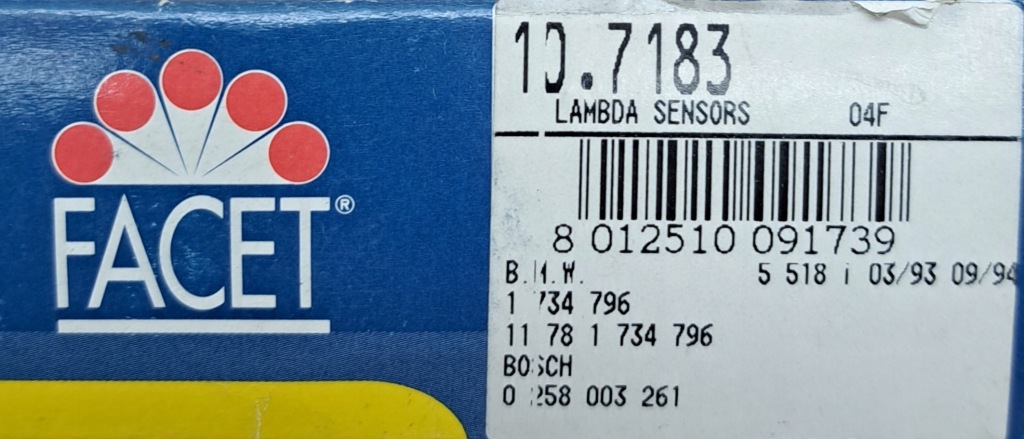 FACET®
10.7183
LAMBDA SENSORS 04F
8 012510 091739
B.M.W. 5 518 i 03/93 09/94
1 734 796
11 78 1 734 796
BOSCH
0 258 003 261